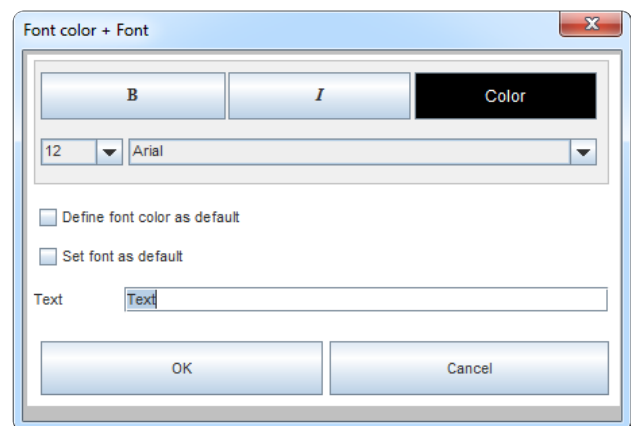 Font color + Font
B I Color
12 Arial
Define font color as default
Set font as default
Text Text
OK Cancel